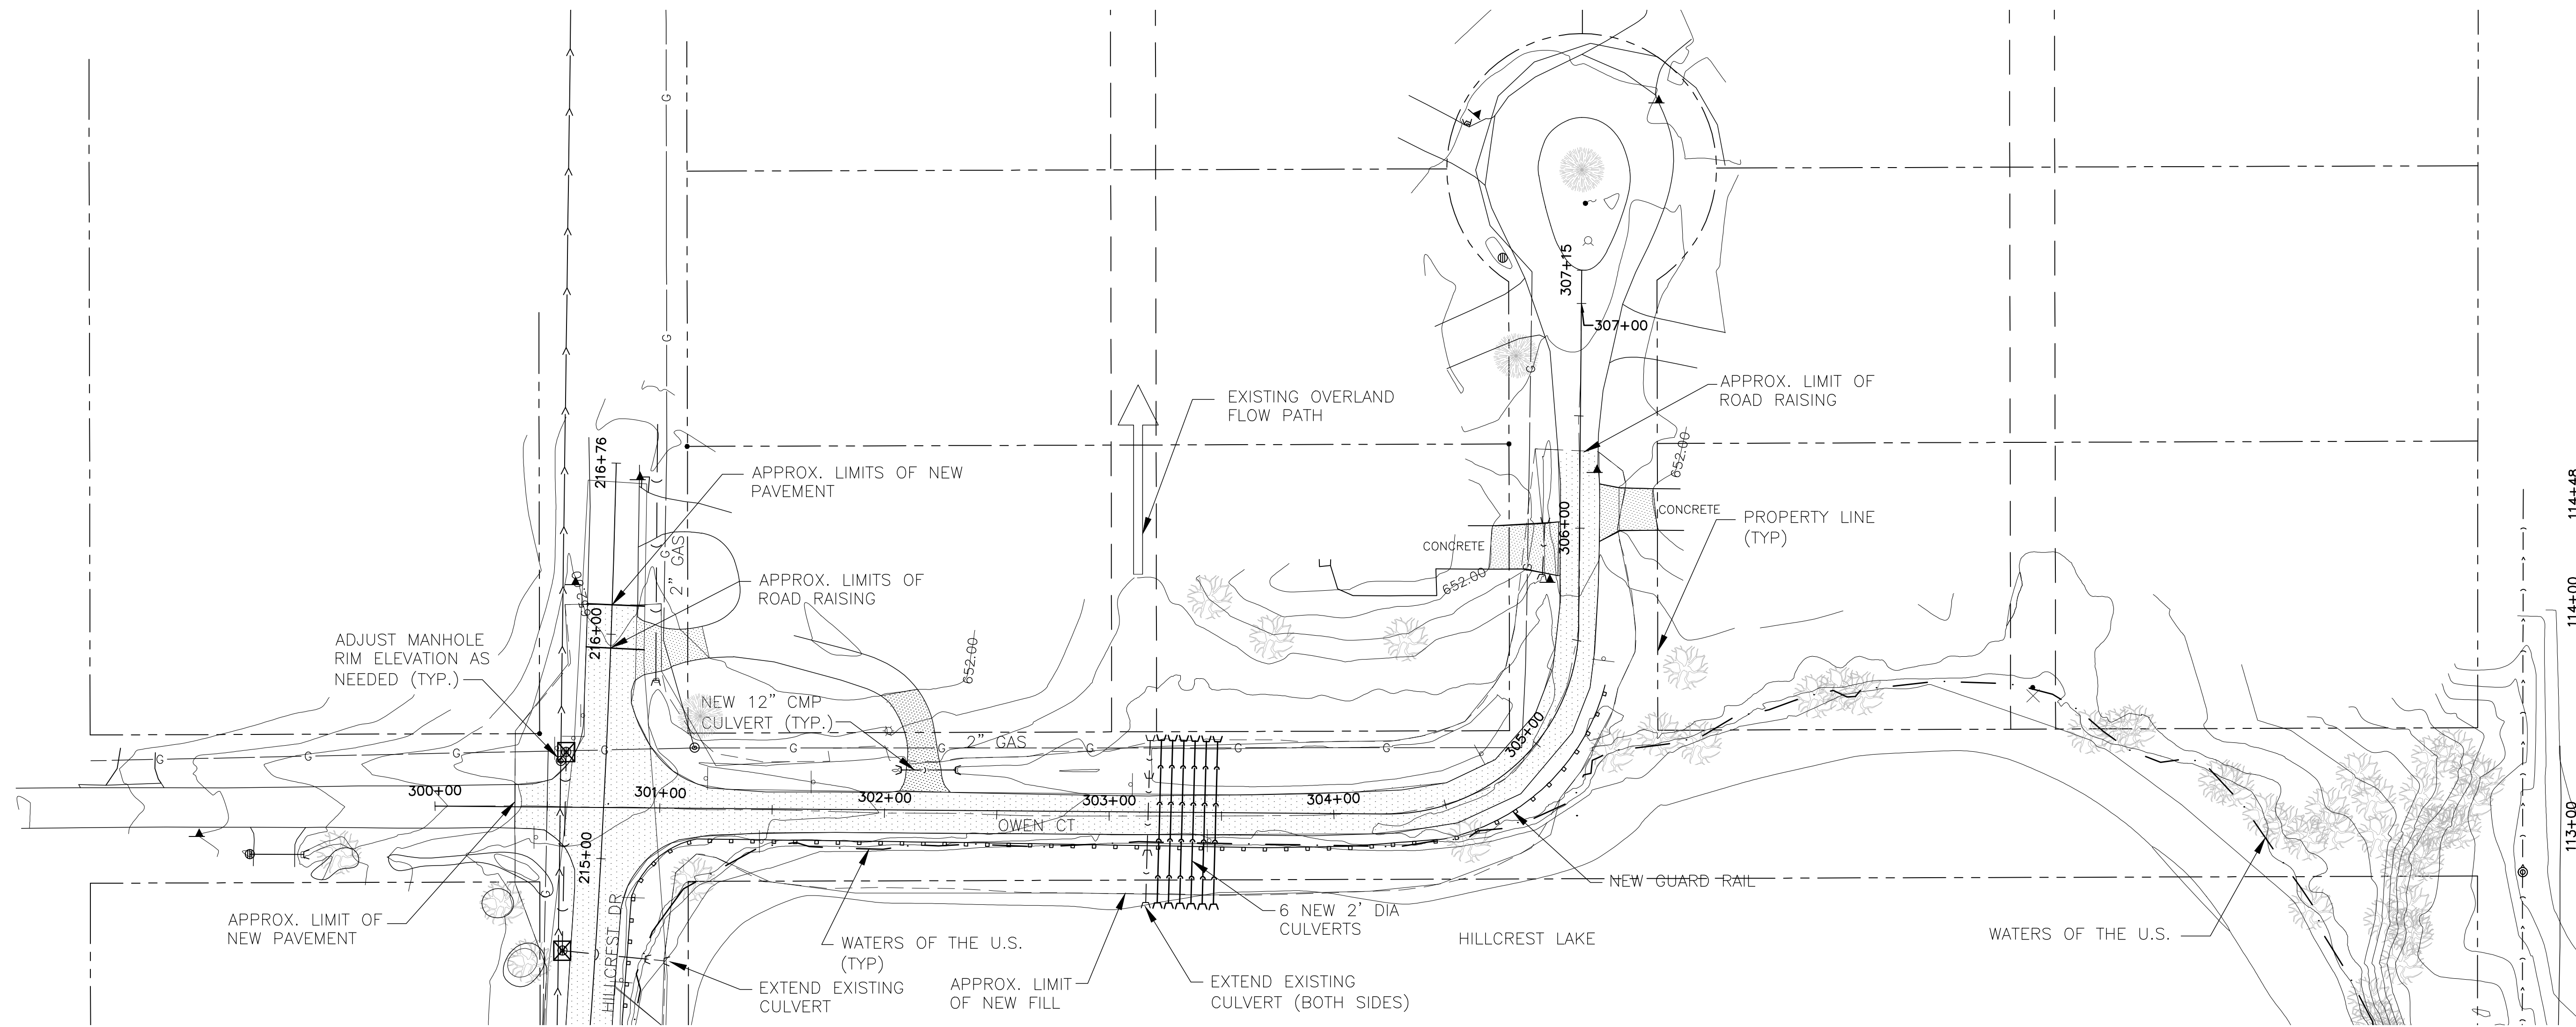 G
G
307+15
307+00
G
APPROX. LIMIT OF
ROAD RAISING
EXISTING OVERLAND
FLOW PATH
652.00
216+76
APPROX. LIMITS OF NEW
PAVEMENT
114+48
CONCRETE
PROPERTY LINE
(TYP)
306+00
CONCRETE
G
2" GAS
G
652.00
APPROX. LIMITS OF
ROAD RAISING
652.00
114+00
216+00
ADJUST MANHOLE
RIM ELEVATION AS
NEEDED (TYP.)
652.00
NEW 12" CMP
CULVERT (TYP.)
2" GAS
305+00
G
G
G
G
G
G
G
G
G
G
300+00
301+00
302+00
303+00
304+00
OWEN CT
113+00
215+00
G
NEW GUARD RAIL
HILLCREST DR
APPROX. LIMIT OF
NEW PAVEMENT
6 NEW 2' DIA
CULVERTS
HILLCREST LAKE
WATERS OF THE U.S.
WATERS OF THE U.S.
(TYP)
EXTEND EXISTING
CULVERT
APPROX. LIMIT
OF NEW FILL
EXTEND EXISTING
CULVERT (BOTH SIDES)